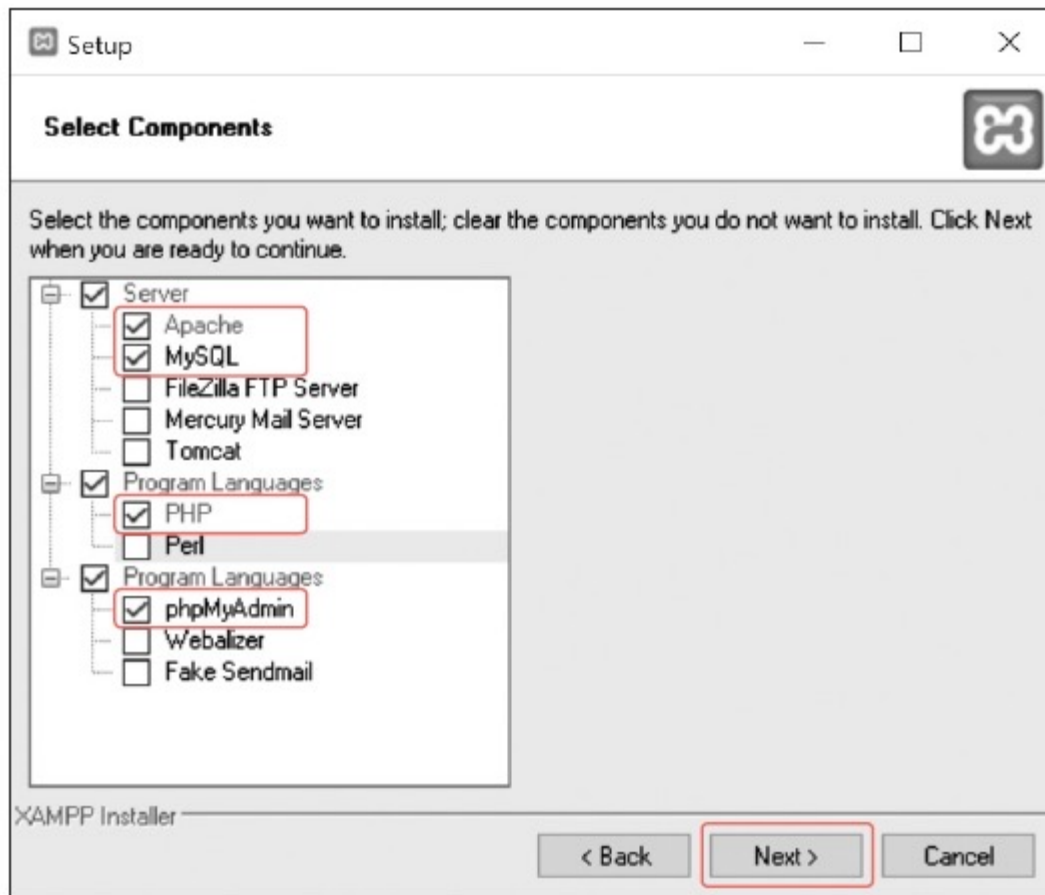 Setup
Select Components
Select the components you want to install; clear the components you do not want to install. Click Next
when you are ready to continue.
Server
Apache
MySQL
FileZilla FTP Server
Mercury Mail Server
Tomcat
Program Languages
PHP
Perl
Program Languages
phpMyAdmin
Webalizer
Fake Sendmail
XAMPP Installer
< Back
Next >
Cancel